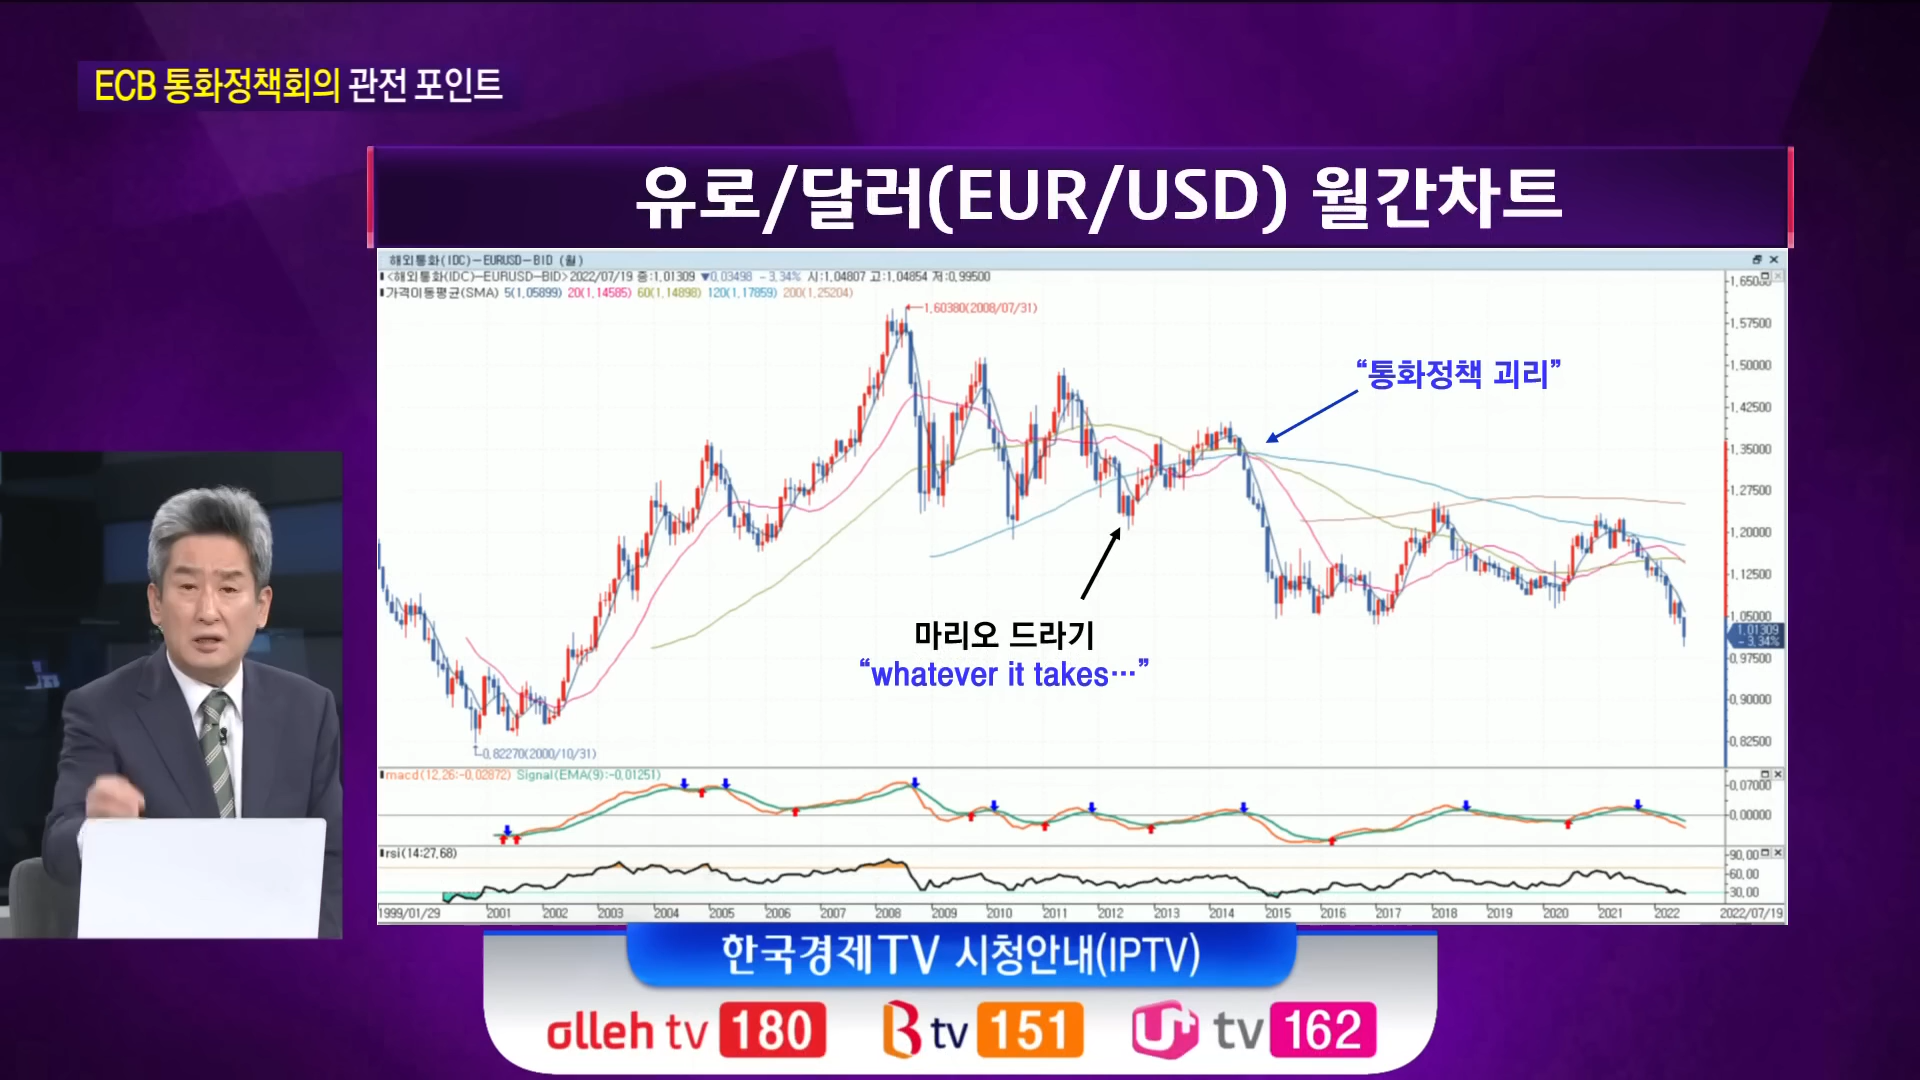 ECB 통화정책회의 관전 포인트
유로/달러(EUR/USD) 월간차트
해외통화(IDC)-EURUSD-BID (월)
<해외통화(IDC)-EURUSD-BID>2022/07/19 종:1,01309 ▼0,03498 -3,34% 시:1,04807 고:1,04854 저:0,99500
가격이동평균(SMA) 5(1,05899) 20(1,14585) 60(1,14898) 120(1,17859) 200(1,25204)
1,65000
1,60380(2008/07/31)
1,57500
1,50000
“통화정책 괴리”
1,42500
1,35000
1,27500
1,20000
1,12500
1,05000
1,01309
-3,34%
마리오 드라기
“whatever it takes…”
0,97500
0,90000
0,82500
0,82270(2000/10/31)
macd(12,26:-0,02872) Signal(EMA(9):-0,01251)
0,07000
0,00000
rsi(14:27,68)
90,00
60,00
30,00
1999/01/29 2001 2002 2003 2004 2005 2006 2007 2008 2009 2010 2011 2012 2013 2014 2015 2016 2017 2018 2019 2020 2021 2022 2022/07/19
한국경제TV 시청안내(IPTV)
olleh tv 180 B tv 151 U+ tv 162